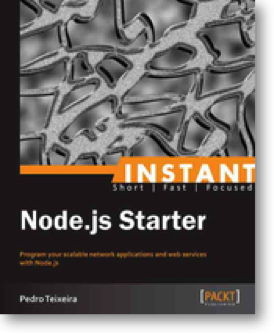 INSTANT
Short | Fast | Focused
Node.js Starter
Program your scalable network applications and web services
with Node.js
Pedro Teixeira
[PACKT]
PUBLISHING